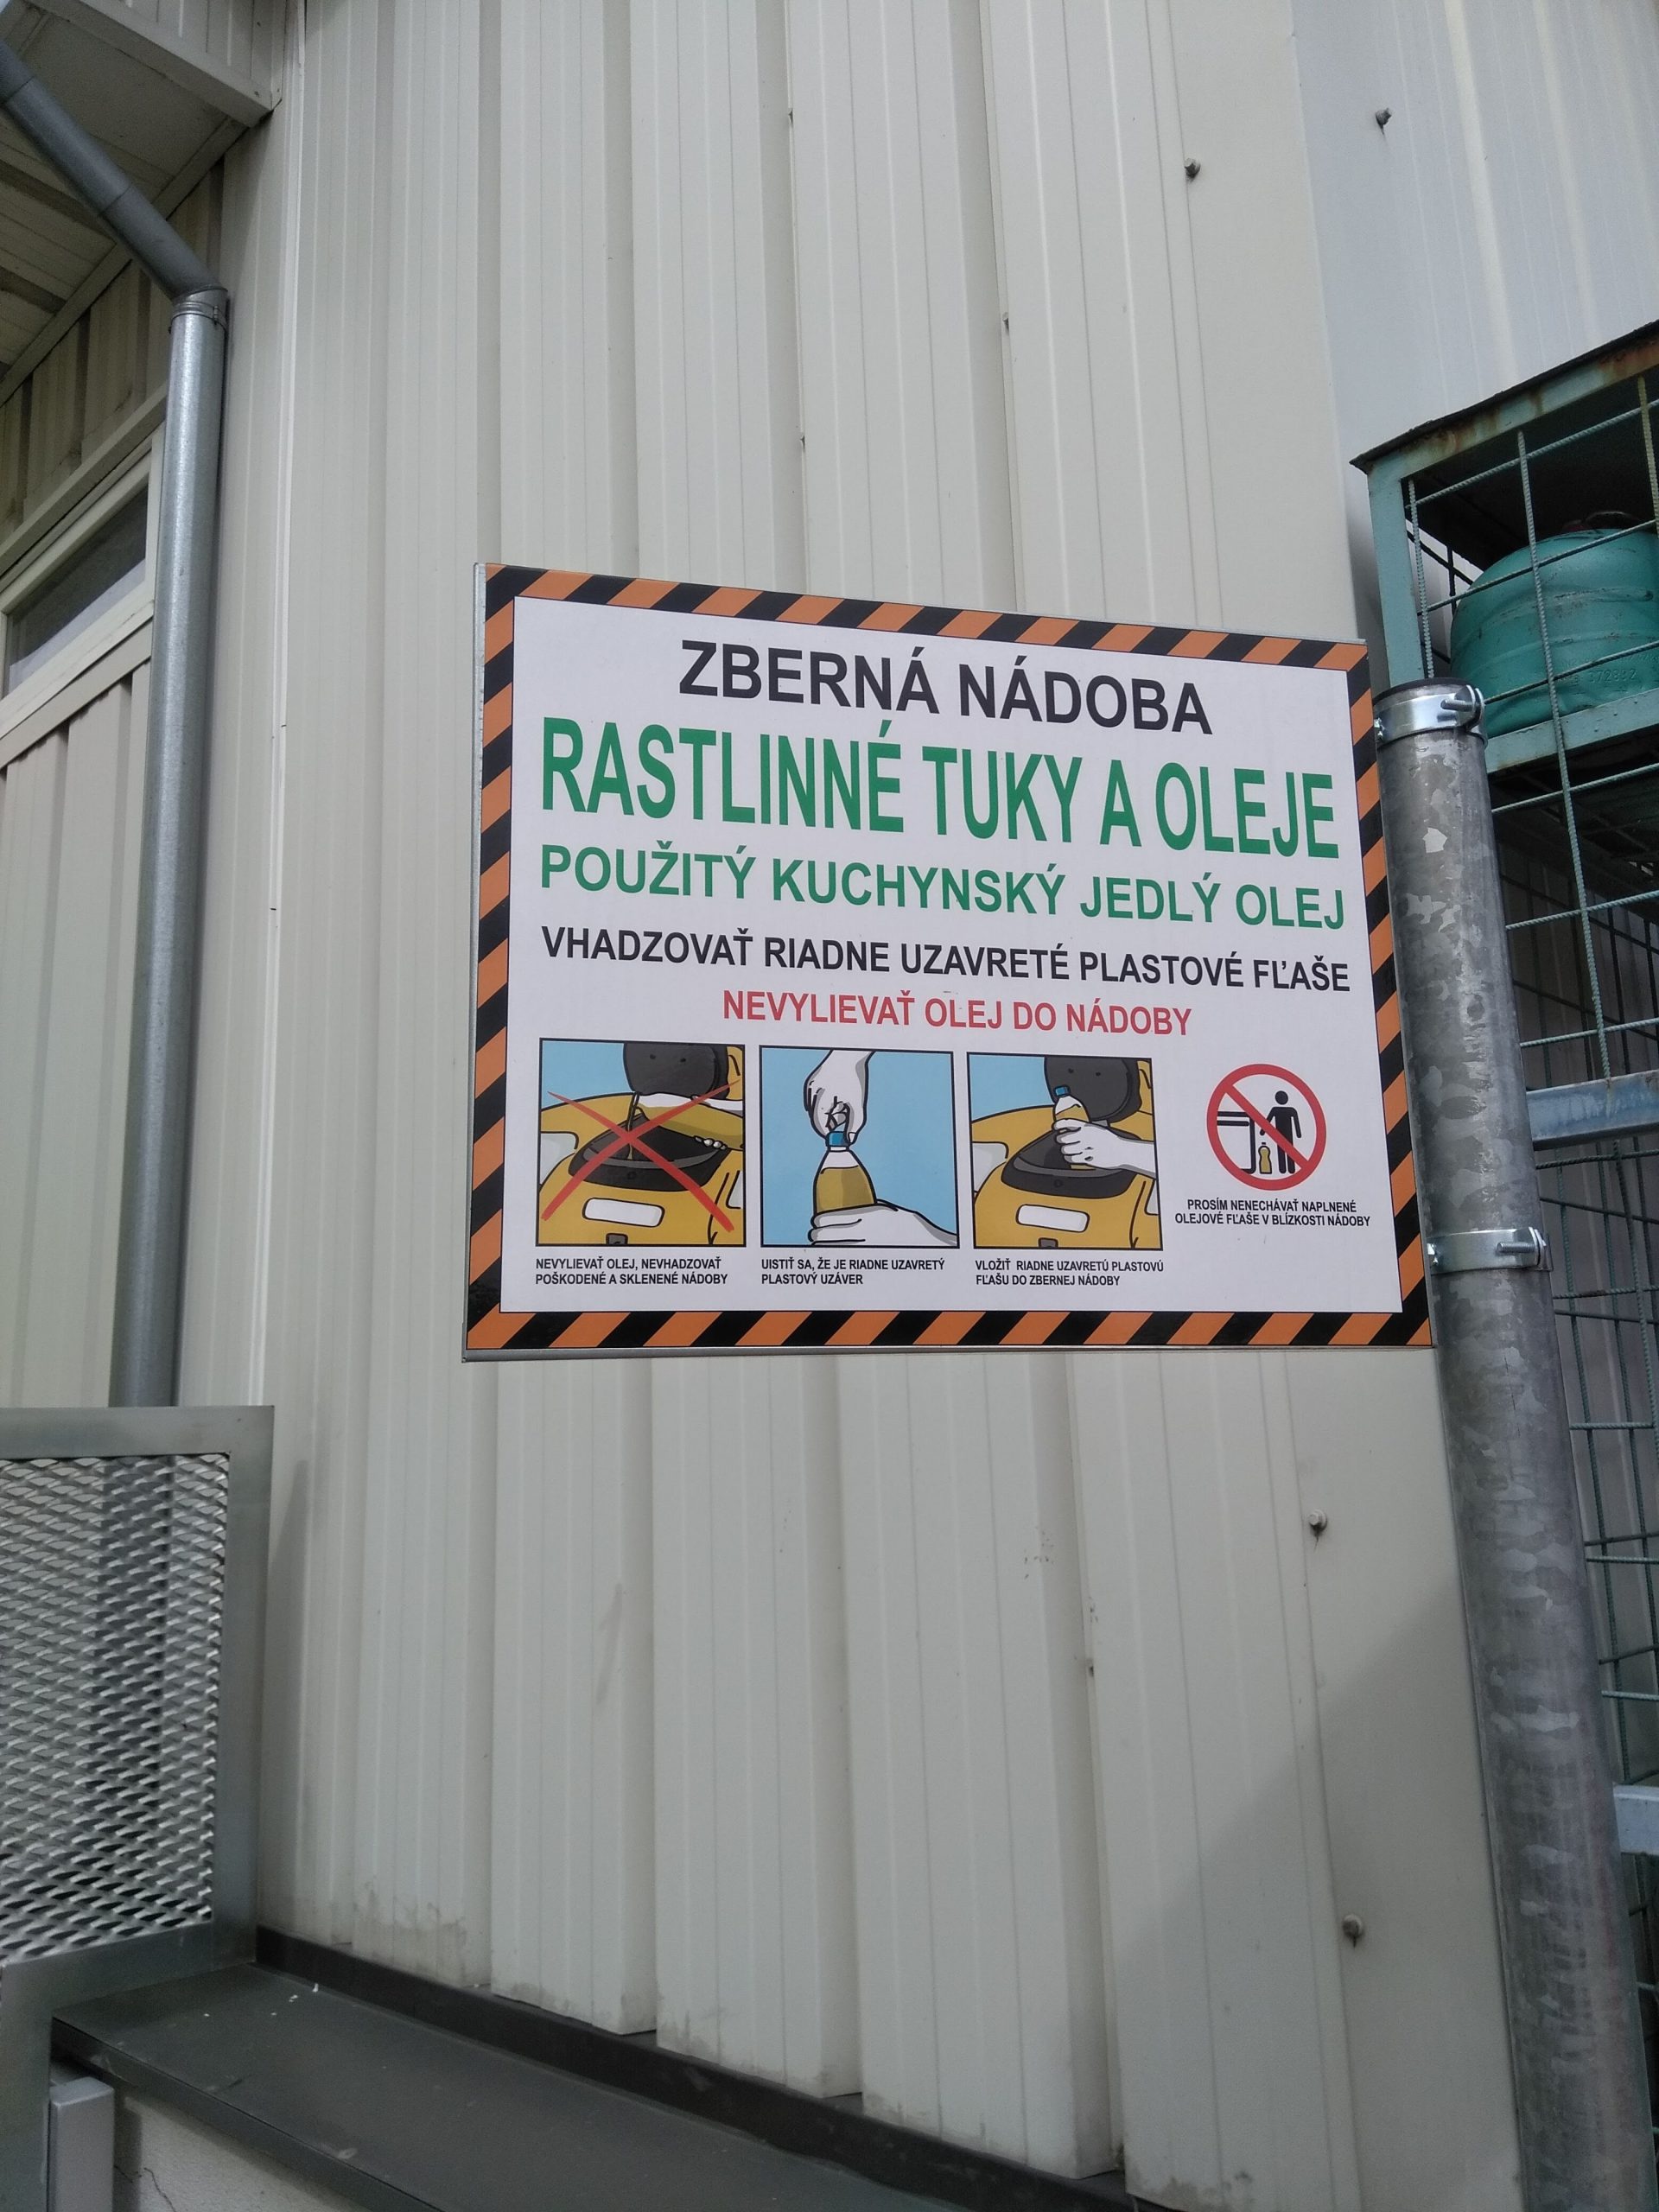 ZBERNÁ NÁDOBA
RASTLINNÉ TUKY A OLEJE
POUŽITÝ KUCHYNSKÝ JEDLÝ OLEJ
VHADZOVAŤ RIADNE UZAVRETÉ PLASTOVÉ FĽAŠE
NEVYLIEVAŤ OLEJ DO NÁDOBY
NEVYLIEVAŤ OLEJ, NEVHADZOVAŤ
POŠKODENÉ A SKLENENÉ NÁDOBY
UISTIŤ SA, ŽE JE RIADNE UZAVRETÝ
PLASTOVÝ UZÁVER
VLOŽIŤ RIADNE UZAVRETÚ PLASTOVÚ
FĽAŠU DO ZBERNEJ NÁDOBY
PROSÍM NENECHÁVAŤ NAPLNENÉ
OLEJOVÉ FĽAŠE V BLÍZKOSTI NÁDOBY